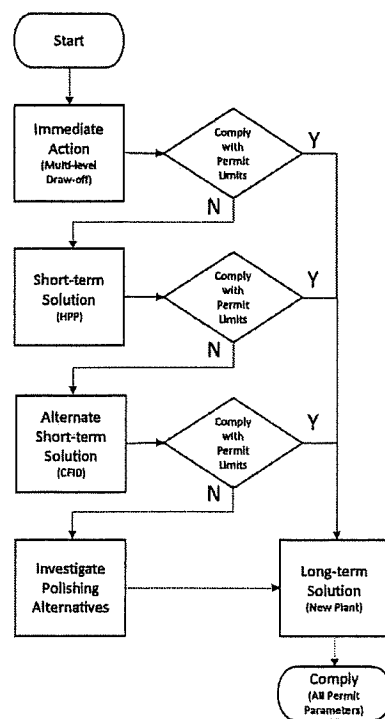 Start
Immediate
Action
(Multi-level
Draw-off)
Comply
with
Permit
Limits
Y
N
Short-term
Solution
(HPP)
Comply
with
Permit
Limits
Y
N
Alternate
Short-term
Solution
(CFID)
Comply
with
Permit
Limits
Y
N
Investigate
Polishing
Alternatives
Long-term
Solution
(New Plant)
Comply
(All Permit
Parameters)